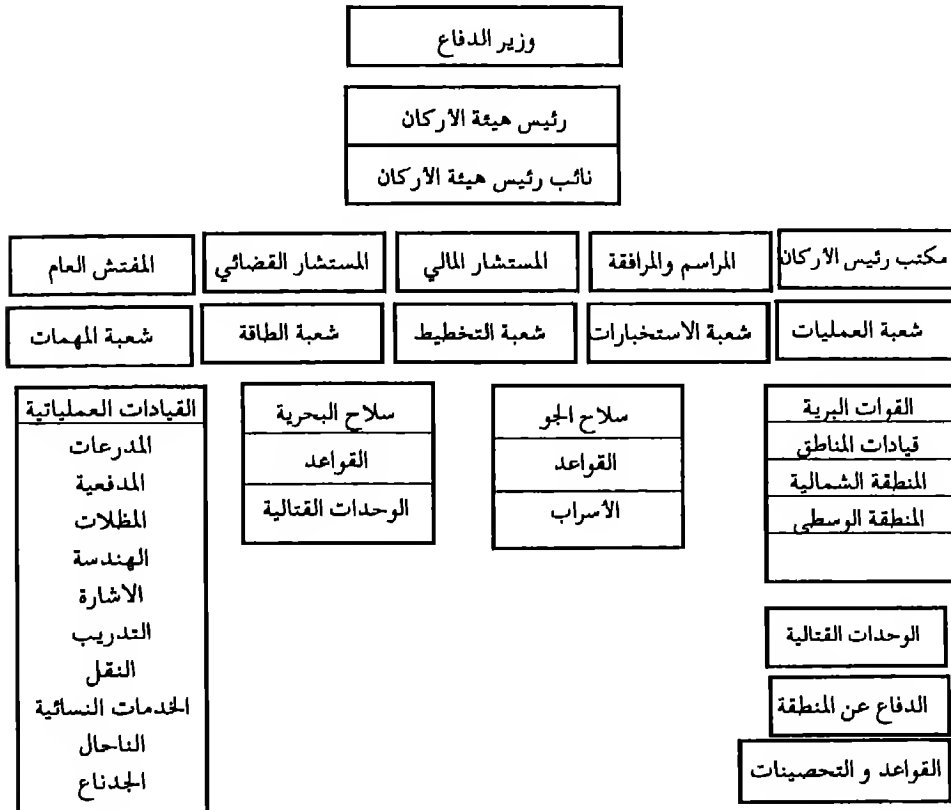 وزير الدفاع
رئيس هيئة الأركان
نائب رئيس هيئة الأركان
مكتب رئيس الأركان
المراسم والمرافقة
المستشار المالي
المستشار القضائي
المفتش العام
شعبة العمليات
شعبة الاستخبارات
شعبة التخطيط
شعبة الطاقة
شعبة المهمات
القوات البرية
قيادات المناطق
المنطقة الشمالية
المنطقة الوسطى
الوحدات القتالية
الدفاع عن المنطقة
القواعد و التحصينات
سلاح الجو
القواعد
الأسراب
سلاح البحرية
القواعد
الوحدات القتالية
القيادات العملياتية
المدرعات
المدفعية
المظلات
الهندسة
الاشارة
التدريب
النقل
الخدمات النسائية
الناحال
الجدناع